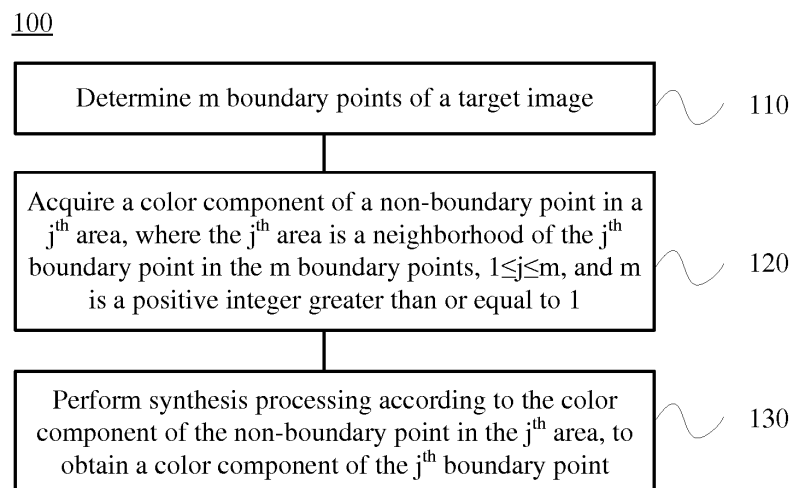 100
Determine m boundary points of a target image
110
Acquire a color component of a non-boundary point in a
jth area, where the jth area is a neighborhood of the jth
boundary point in the m boundary points, 1≤j≤m, and m
is a positive integer greater than or equal to 1
120
Perform synthesis processing according to the color
component of the non-boundary point in the jth area, to
obtain a color component of the jth boundary point
130